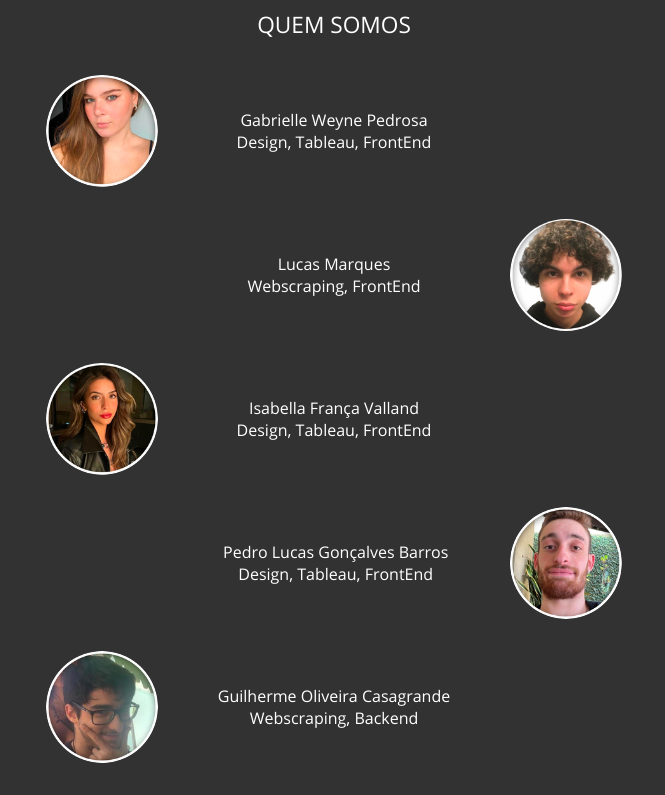 QUEM SOMOS
Gabrielle Weyne Pedrosa
Design, Tableau, FrontEnd
Lucas Marques
Webscraping, FrontEnd
Isabella França Valland
Design, Tableau, FrontEnd
Pedro Lucas Gonçalves Barros
Design, Tableau, FrontEnd
Guilherme Oliveira Casagrande
Webscraping, Backend